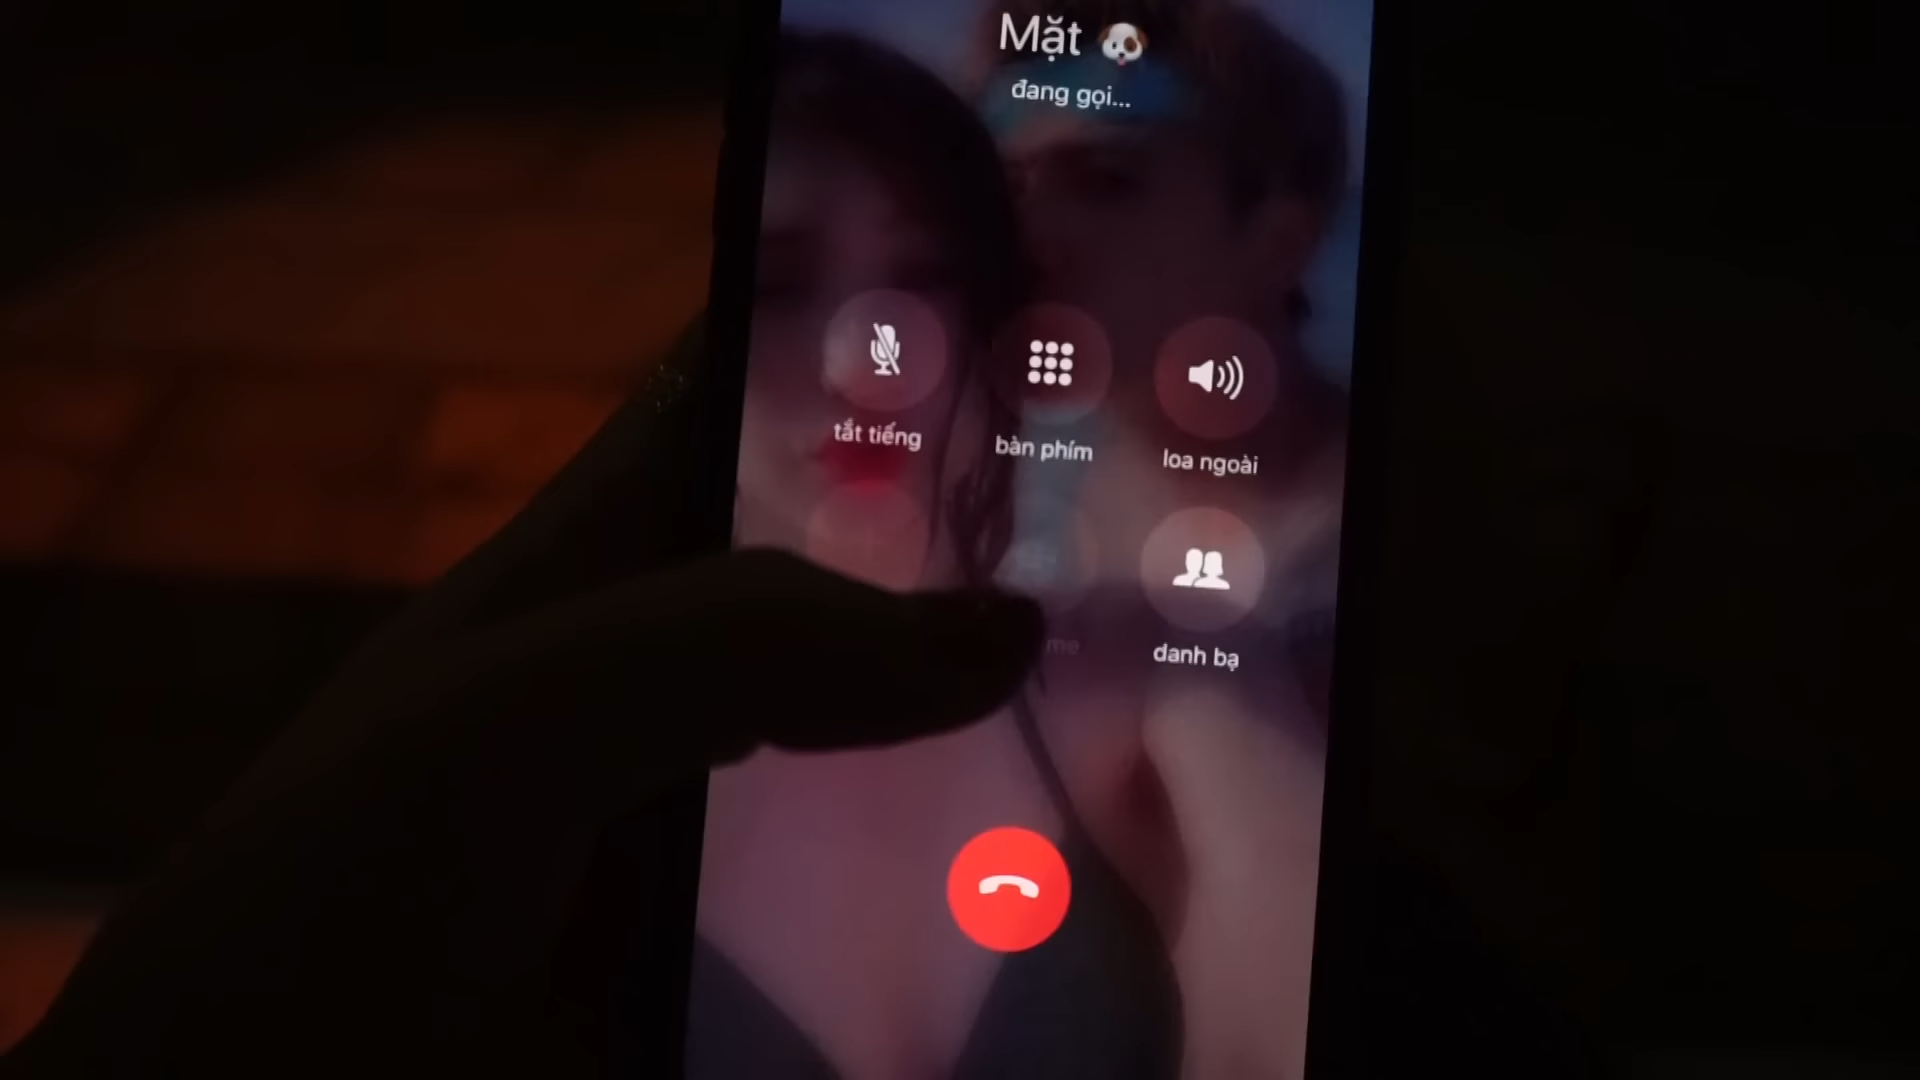 Mặt 🐶
đang gọi...
tắt tiếng
bàn phím
loa ngoài
danh bạ